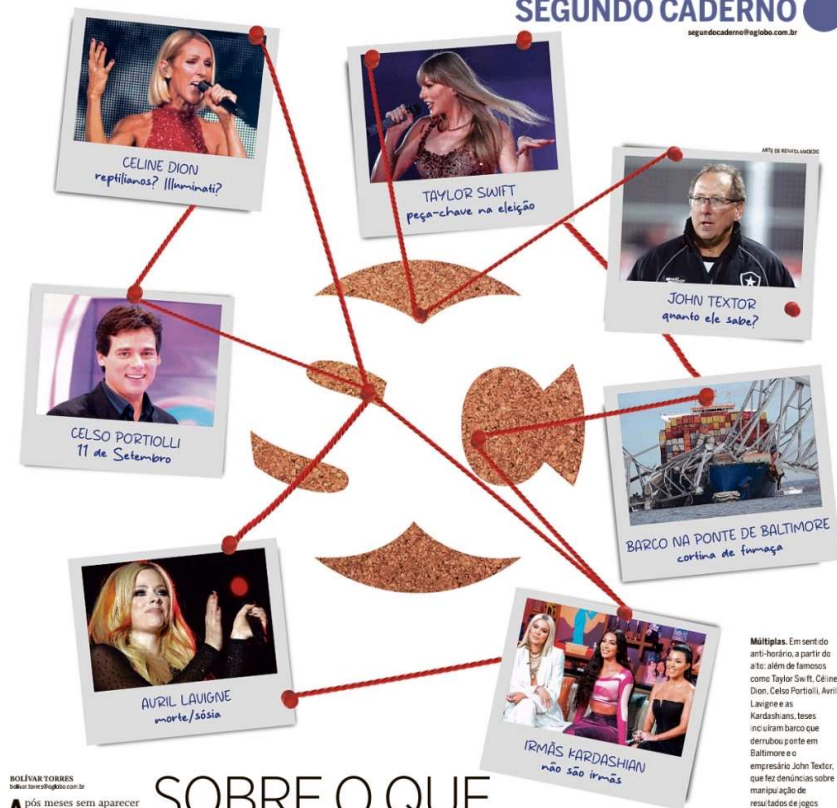 SEGUNDO CADERNO
segundocaderno@oglobo.com.br
ARTE DE RENATA AMOEDO
CELINE DION
reptilianos? Illuminati?
TAYLOR SWIFT
peça-chave na eleição
JOHN TEXTOR
quanto ele sabe?
CELSO PORTIOLLI
11 de Setembro
BARCO NA PONTE DE BALTIMORE
cortina de fumaça
AVRIL LAVIGNE
morte/sósia
IRMÃS KARDASHIAN
não são irmãs
Múltiplas. Em sentido
anti-horário, a partir do
alto: além de famosos
como Taylor Swift, Céline
Dion, Celso Portiolli, Avril
Lavigne e as
Kardashians, teses
incluíram barco que
derrubou ponte em
Baltimore e o
empresário John Textor,
que fez denúncias sobre
manipulação de
resultados de jogos
BOLÍVAR TORRES
bolivar.torres@oglobo.com.br
Após meses sem aparecer
SOBRE O QUE